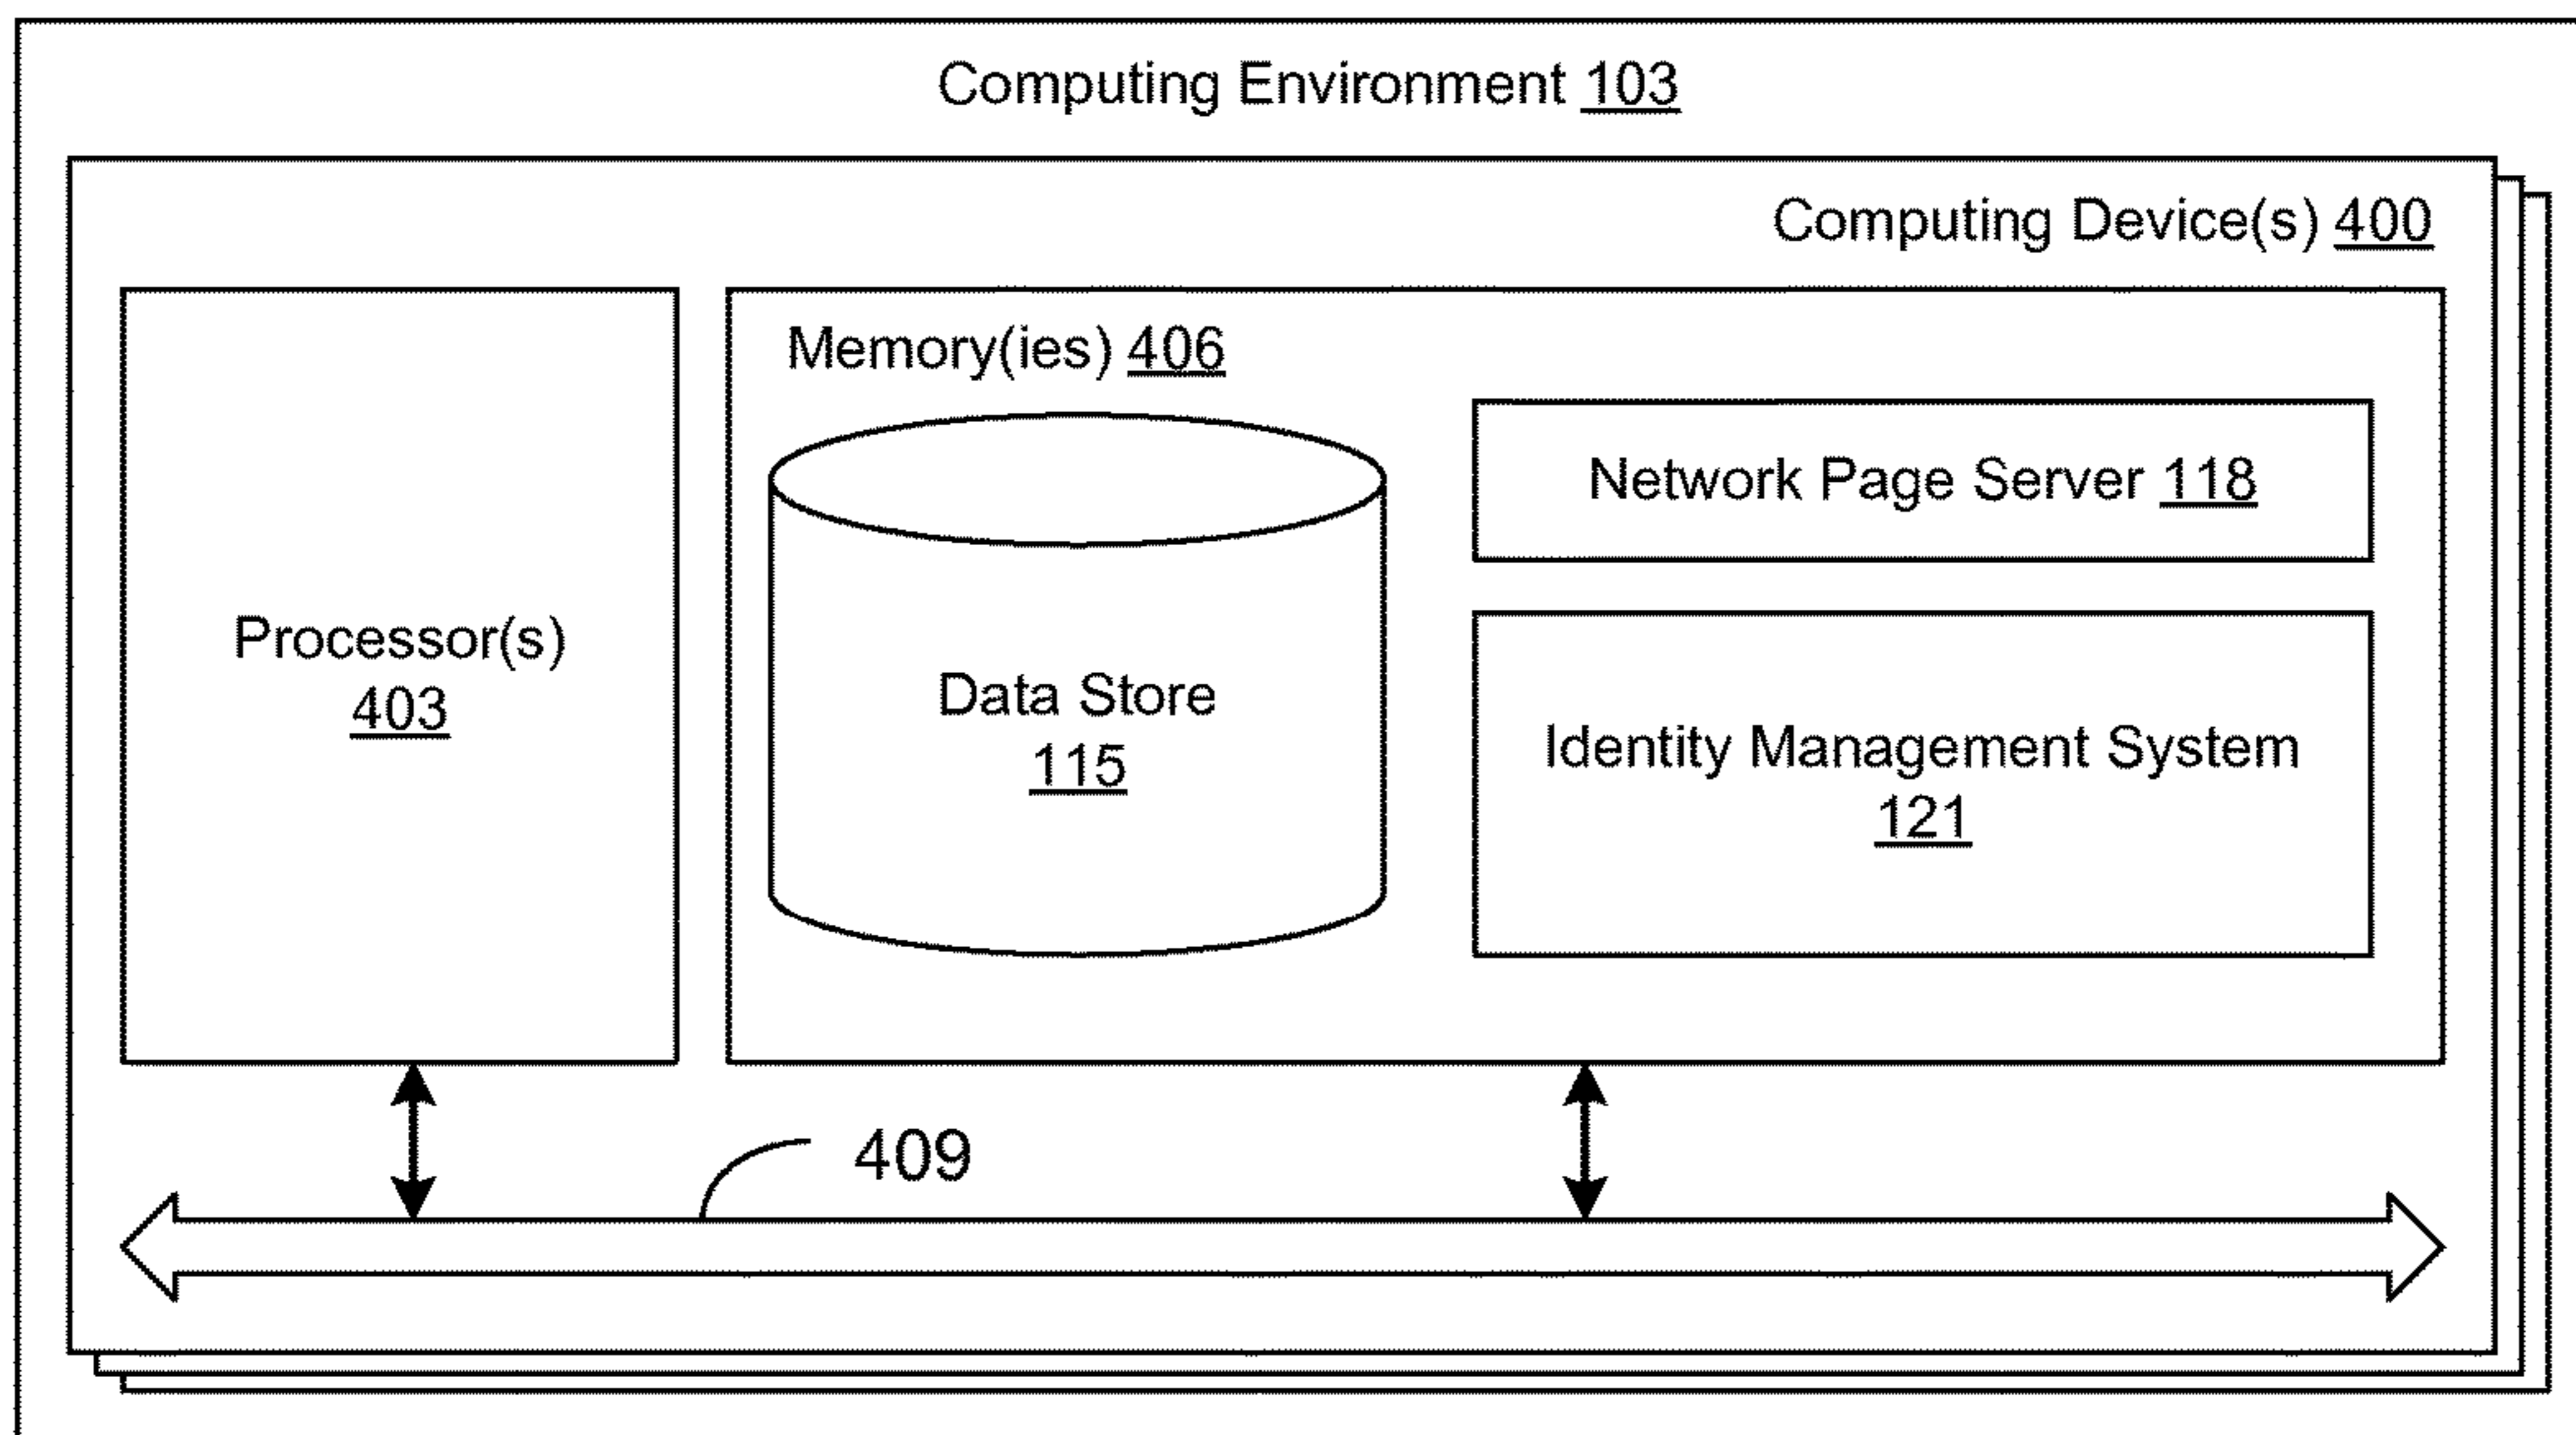 Computing Environment 103
Computing Device(s) 400
Memory(ies) 406
Network Page Server 118
Processor(s)
403
Data Store
115
Identity Management System
121
409